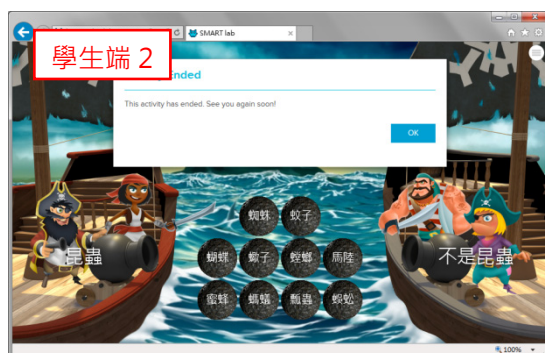 SMART lab
學生端 2
Ended
This activity has ended. See you again soon!
OK
蜘蛛 蚊子
昆蟲
蝴蝶 蠍子 螳螂 馬陸
不是昆蟲
蜜蜂 螞蟻 瓢蟲 蜈蚣
100%